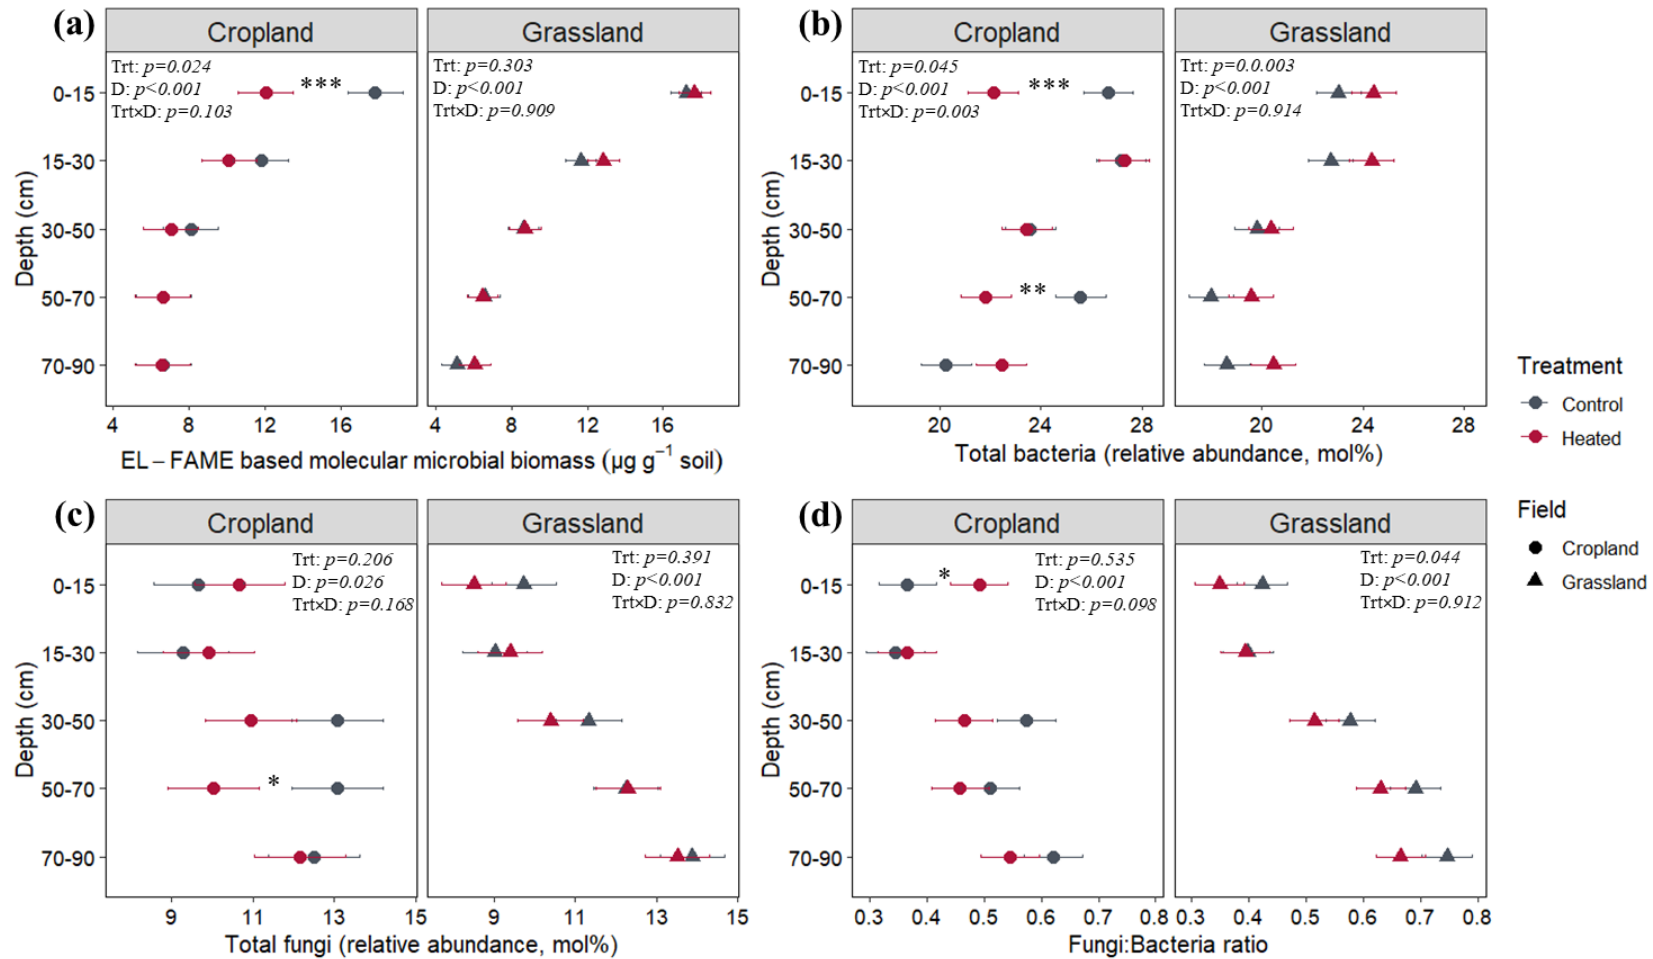 (a)
Cropland
Grassland
Trt: p=0.024
D: p<0.001
Trt×D: p=0.103
***
Trt: p=0.303
D: p<0.001
Trt×D: p=0.909
Depth (cm)
0-15
15-30
30-50
50-70
70-90
4 8 12 16
4 8 12 16
EL – FAME based molecular microbial biomass (µg g⁻¹ soil)
(b)
Cropland
Grassland
Trt: p=0.045
D: p<0.001
Trt×D: p=0.003
***
**
Trt: p=0.0.003
D: p<0.001
Trt×D: p=0.914
Depth (cm)
0-15
15-30
30-50
50-70
70-90
20 24 28
20 24 28
Total bacteria (relative abundance, mol%)
Treatment
Control
Heated
Field
Cropland
Grassland
(c)
Cropland
Grassland
Trt: p=0.206
D: p=0.026
Trt×D: p=0.168
*
Trt: p=0.391
D: p<0.001
Trt×D: p=0.832
Depth (cm)
0-15
15-30
30-50
50-70
70-90
9 11 13 15
9 11 13 15
Total fungi (relative abundance, mol%)
(d)
Cropland
Grassland
*
Trt: p=0.535
D: p<0.001
Trt×D: p=0.098
Trt: p=0.044
D: p<0.001
Trt×D: p=0.912
Depth (cm)
0-15
15-30
30-50
50-70
70-90
0.3 0.4 0.5 0.6 0.7 0.8
0.3 0.4 0.5 0.6 0.7 0.8
Fungi:Bacteria ratio